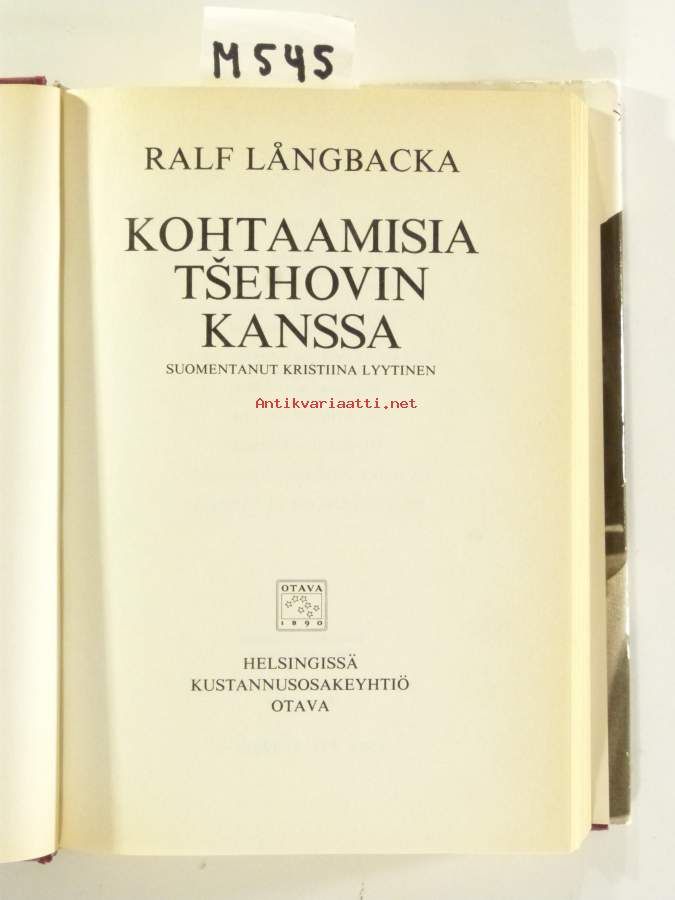 M545
RALF LÅNGBACKA
KOHTAAMISIA
TŠEHOVIN
KANSSA
SUOMENTANUT KRISTIINA LYYTINEN
Antikvariaatti.net
OTAVA
1890
HELSINGISSÄ
KUSTANNUSOSAKEYHTIÖ
OTAVA